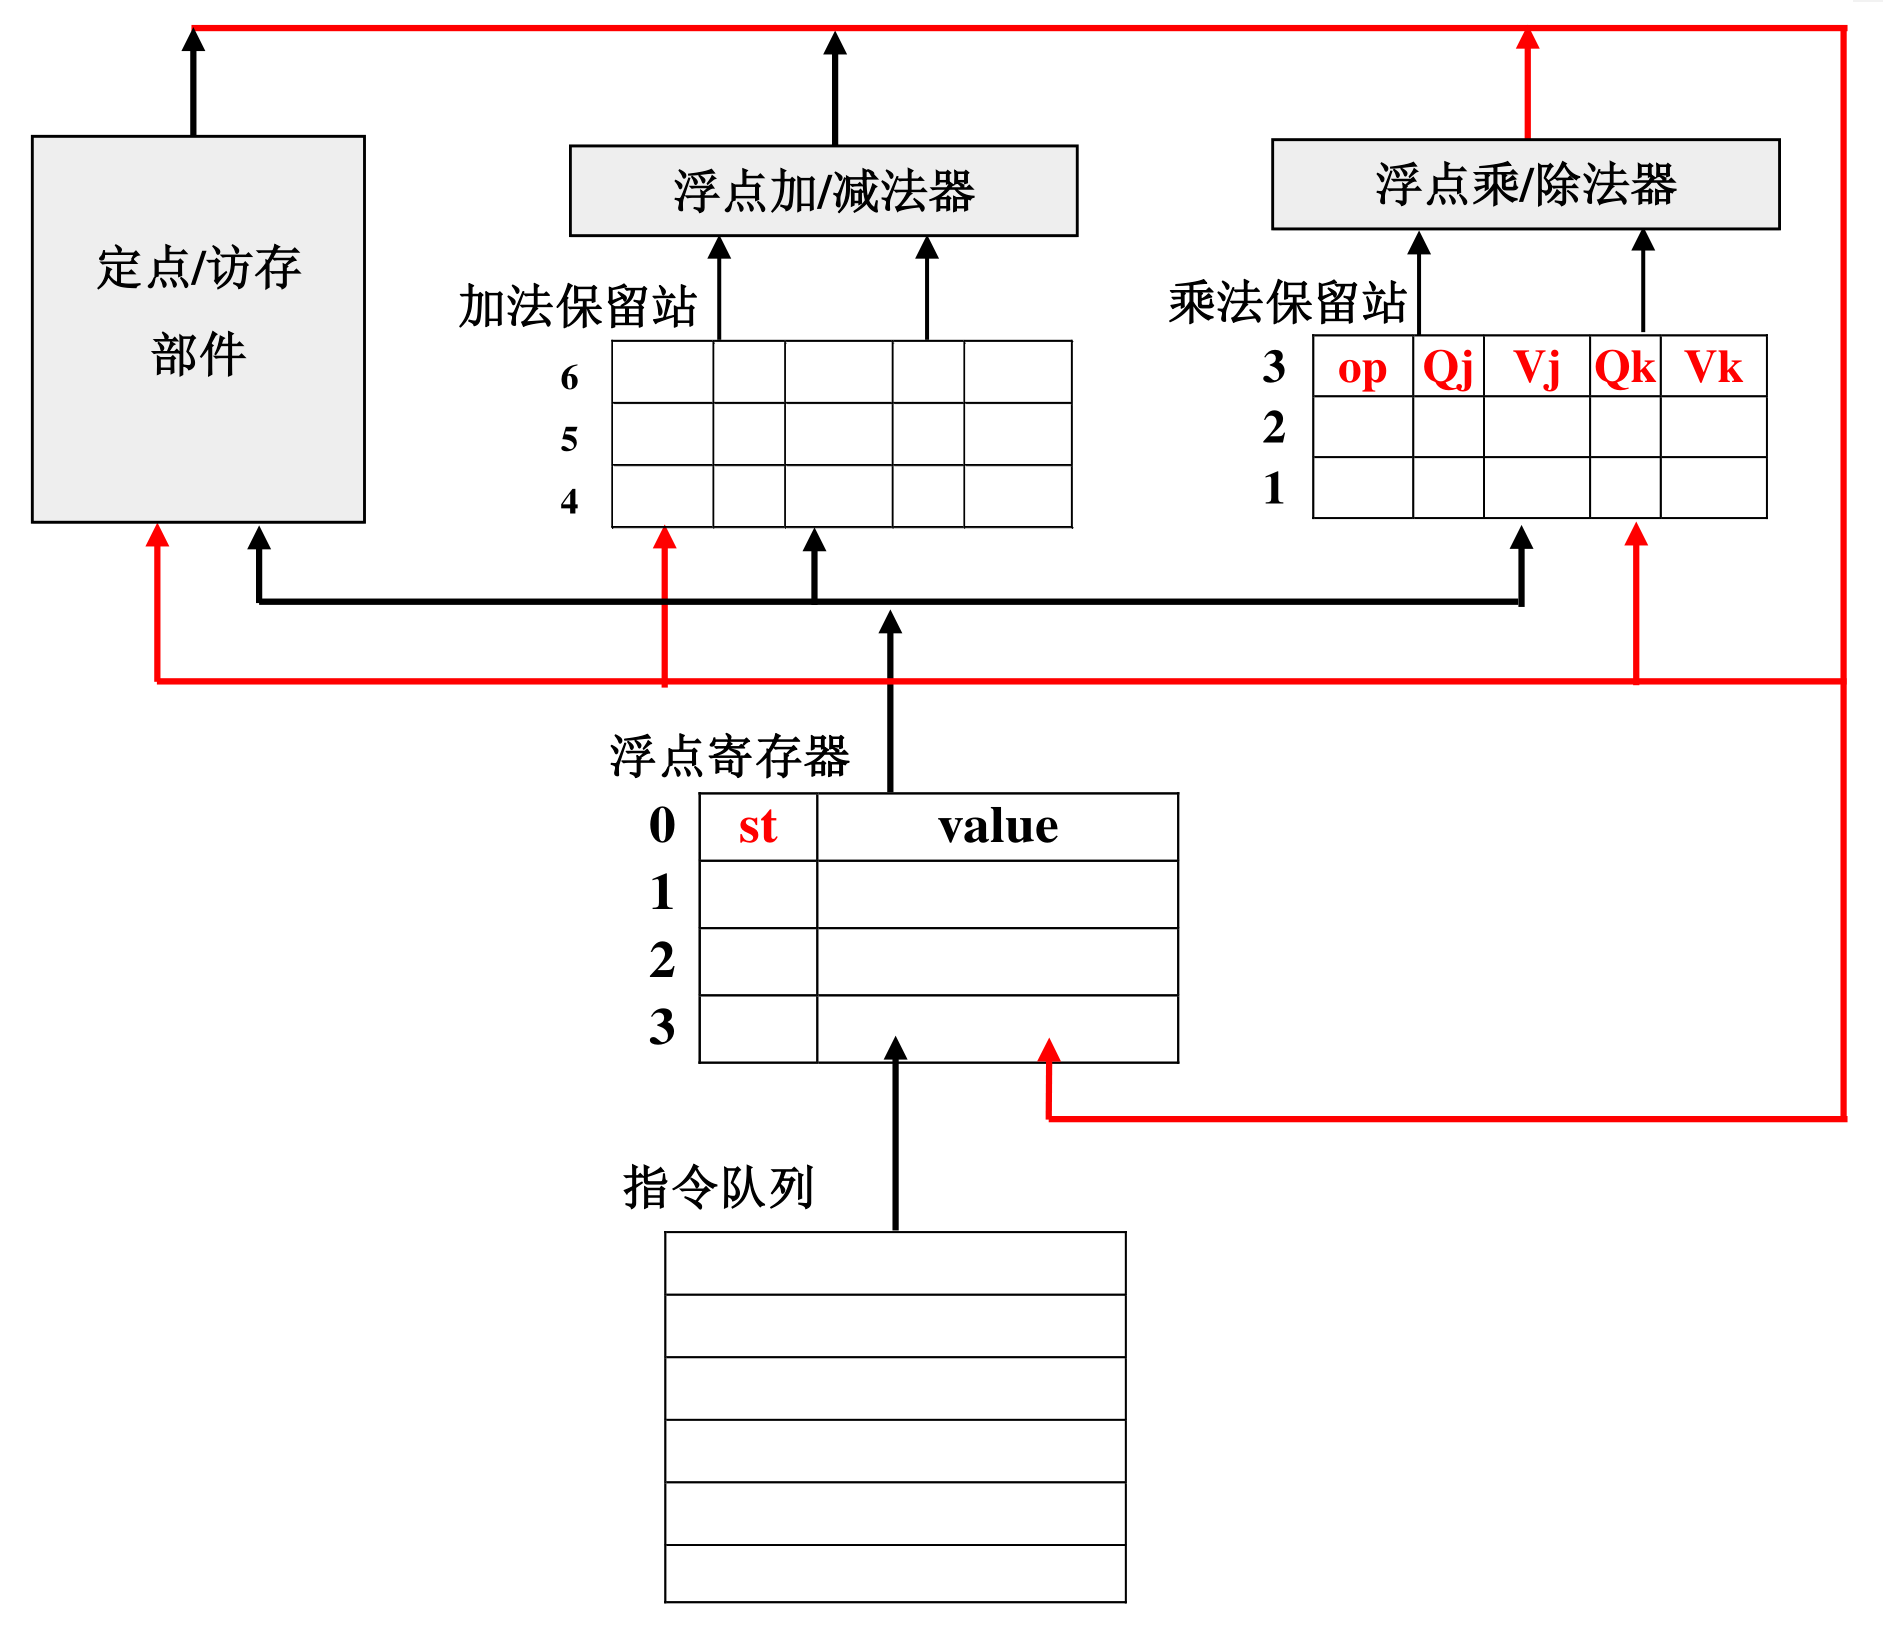 浮点加/减法器
浮点乘/除法器
定点/访存
部件
加法保留站
乘法保留站
6
5
4
3 op Qj Vj Qk Vk
2
1
浮点寄存器
0 st value
1
2
3
指令队列